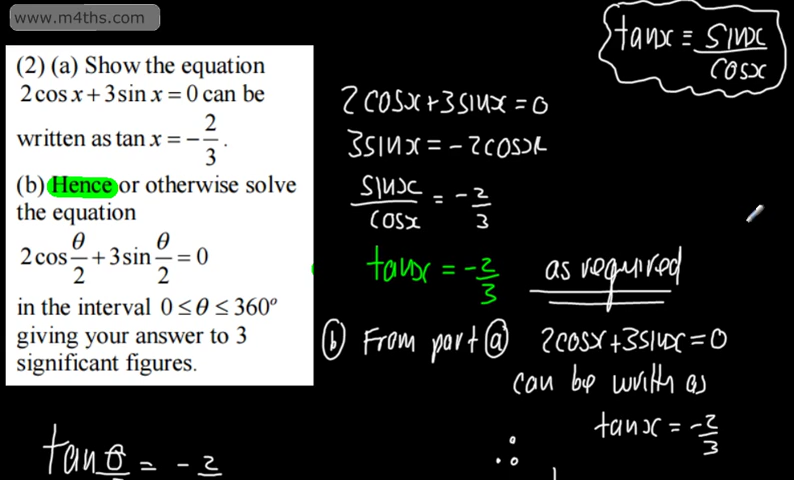 www.m4ths.com
(2) (a) Show the equation
2cos x + 3sin x = 0 can be
written as tan x = -2/3.
(b) Hence or otherwise solve
the equation
2cos θ/2 + 3sin θ/2 = 0
in the interval 0 ≤ θ ≤ 360°
giving your answer to 3
significant figures.
tanx ≡ sinx/cosx
2cosx + 3sinx = 0
3sinx = -2cosx
sinx/cosx = -2/3
tanx = -2/3 as required
(b) From part (a) 2cosx + 3sinx = 0
can be writtn as
tanx = -2/3
∴
tan θ = -2